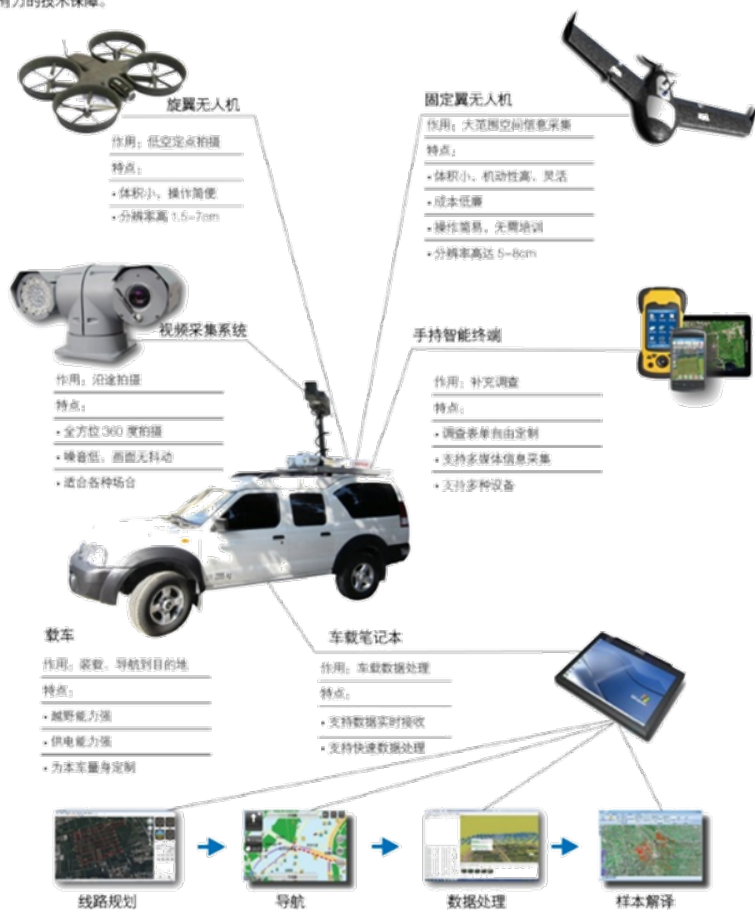 有力的技术保障。
旋翼无人机
作用：低空定点拍摄
特点：
·体积小，操作简便
·分辨率高 1.5-7cm
固定翼无人机
作用：大范围空间信息采集
特点：
·体积小、机动性高、灵活
·成本低廉
·操作简易，无需培训
·分辨率高达 5-8cm
视频采集系统
作用：沿途拍摄
特点：
·全方位 360 度拍摄
·噪音低，画面无抖动
·适合各种场合
手持智能终端
作用：补充调查
特点：
·调查表单自由定制
·支持多媒体信息采集
·支持多种设备
载车
作用：装载、导航到目的地
特点：
·越野能力强
·供电能力强
·为本车量身定制
车载笔记本
作用：车载数据处理
特点：
·支持数据实时接收
·支持快速数据处理
线路规划
导航
数据处理
样本解译